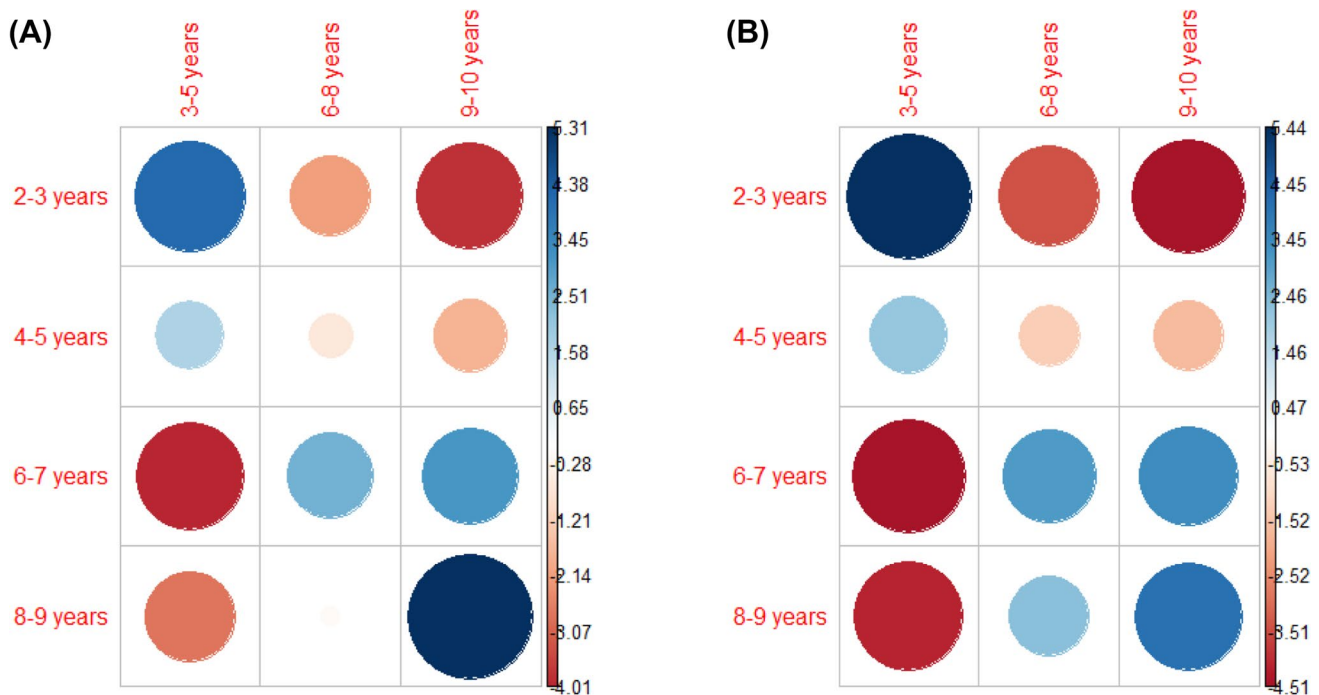 (A)
3-5 years
6-8 years
9-10 years
2-3 years
4-5 years
6-7 years
8-9 years
5.31
4.38
3.45
2.51
1.58
0.65
-0.28
-1.21
-2.14
-3.07
-4.01
(B)
3-5 years
6-8 years
9-10 years
2-3 years
4-5 years
6-7 years
8-9 years
5.44
4.45
3.45
2.46
1.46
0.47
-0.53
-1.52
-2.52
-3.51
-4.51